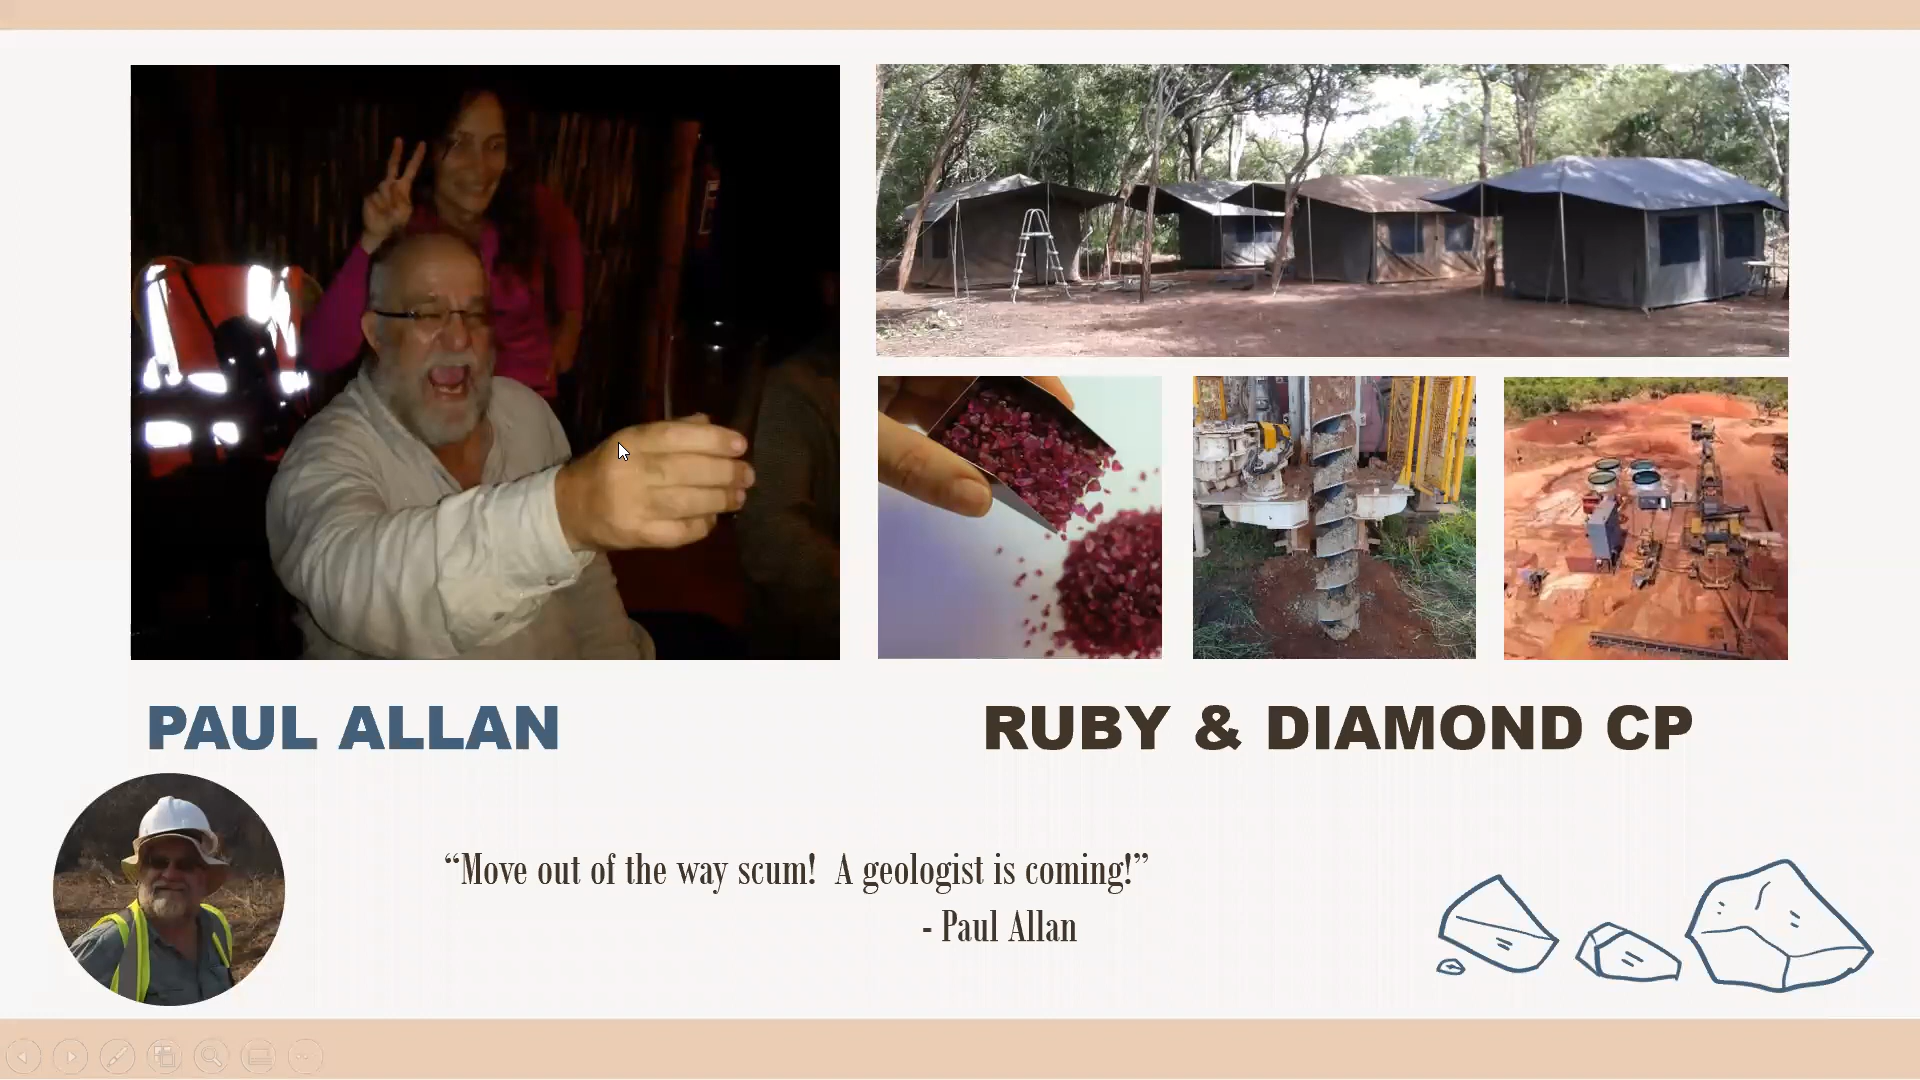 PAUL ALLAN
RUBY & DIAMOND CP
“Move out of the way scum!  A geologist is coming!”
- Paul Allan